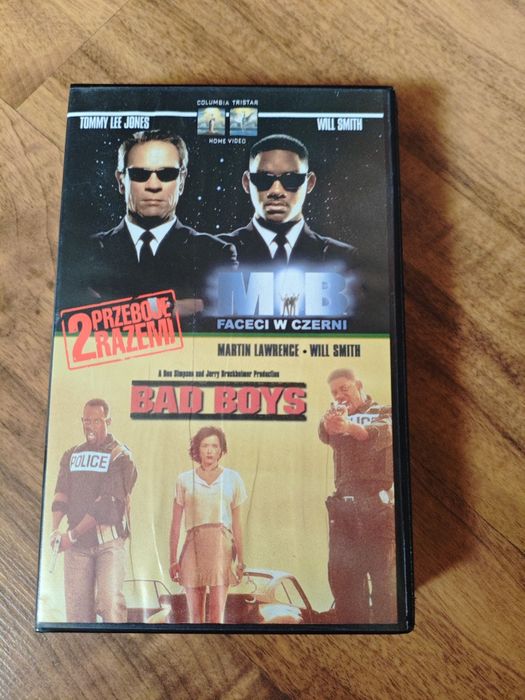 COLUMBIA TRISTAR
HOME VIDEO
TOMMY LEE JONES
WILL SMITH
MIB
FACECI W CZERNI
2 PRZEBOJE
RAZEM!
MARTIN LAWRENCE • WILL SMITH
A Don Simpson and Jerry Bruckheimer Production
BAD BOYS
POLICE